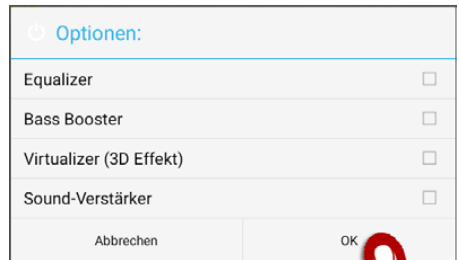 Optionen:
Equalizer
Bass Booster
Virtualizer (3D Effekt)
Sound-Verstärker
Abbrechen OK